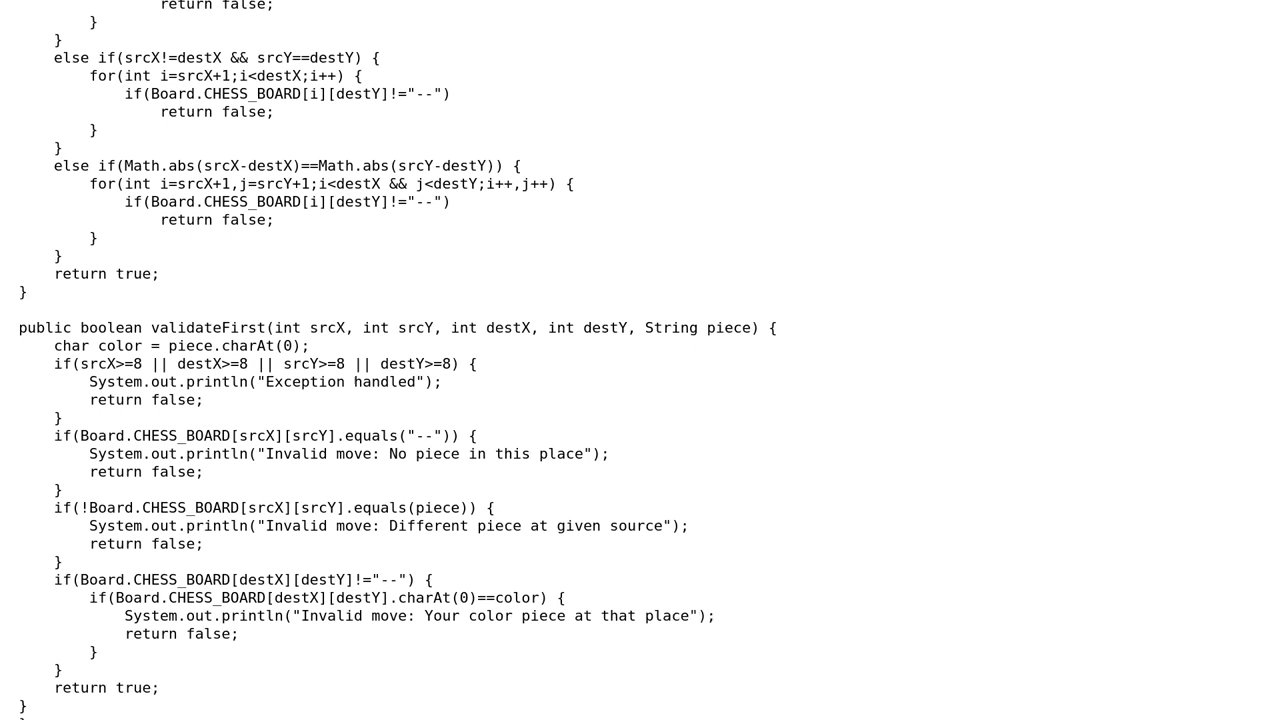 return false;
}
}
else if(srcX!=destX && srcY==destY) {
for(int i=srcX+1;i<destX;i++) {
if(Board.CHESS_BOARD[i][destY]!="--")
return false;
}
}
else if(Math.abs(srcX-destX)==Math.abs(srcY-destY)) {
for(int i=srcX+1,j=srcY+1;i<destX && j<destY;i++,j++) {
if(Board.CHESS_BOARD[i][destY]!="--")
return false;
}
}
return true;
}
public boolean validateFirst(int srcX, int srcY, int destX, int destY, String piece) {
char color = piece.charAt(0);
if(srcX>=8 || destX>=8 || srcY>=8 || destY>=8) {
System.out.println("Exception handled");
return false;
}
if(Board.CHESS_BOARD[srcX][srcY].equals("--")) {
System.out.println("Invalid move: No piece in this place");
return false;
}
if(!Board.CHESS_BOARD[srcX][srcY].equals(piece)) {
System.out.println("Invalid move: Different piece at given source");
return false;
}
if(Board.CHESS_BOARD[destX][destY]!="--") {
if(Board.CHESS_BOARD[destX][destY].charAt(0)==color) {
System.out.println("Invalid move: Your color piece at that place");
return false;
}
}
return true;
}
}